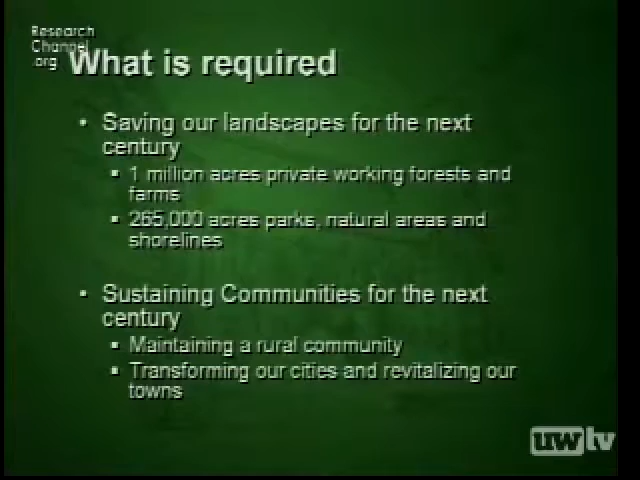 Research
Channel
.org
What is required
• Saving our landscapes for the next
century
▪ 1 million acres private working forests and
farms
▪ 265,000 acres parks, natural areas and
shorelines
• Sustaining Communities for the next
century
▪ Maintaining a rural community
▪ Transforming our cities and revitalizing our
towns
uwtv